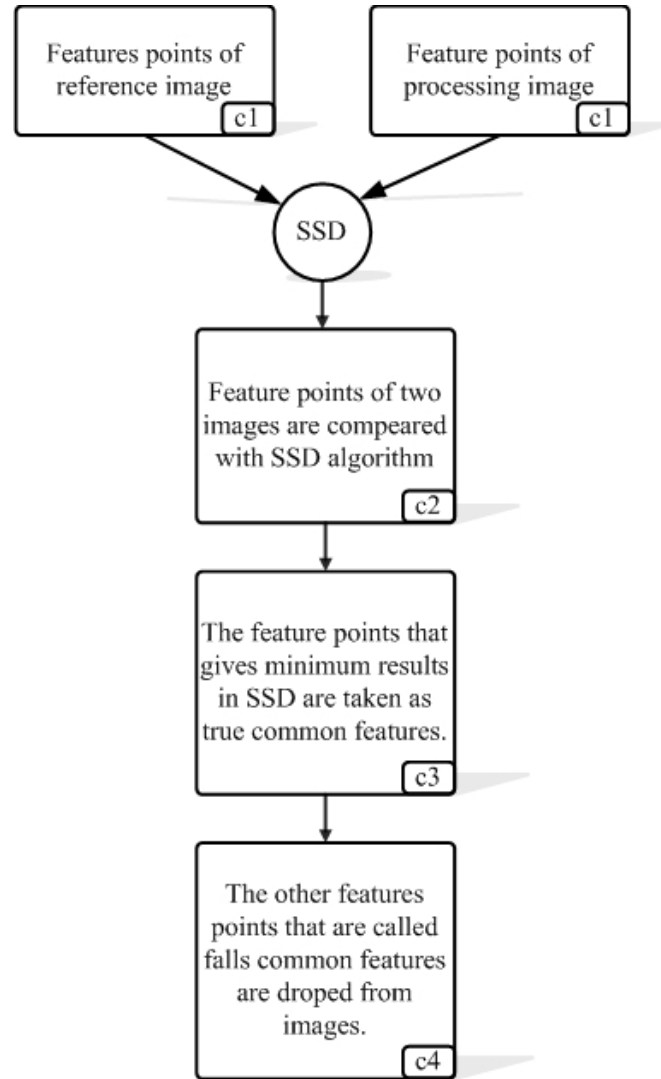 Features points of
reference image
c1
Feature points of
processing image
c1
SSD
Feature points of two
images are compeared
with SSD algorithm
c2
The feature points that
gives minimum results
in SSD are taken as
true common features.
c3
The other features
points that are called
falls common features
are droped from
images.
c4